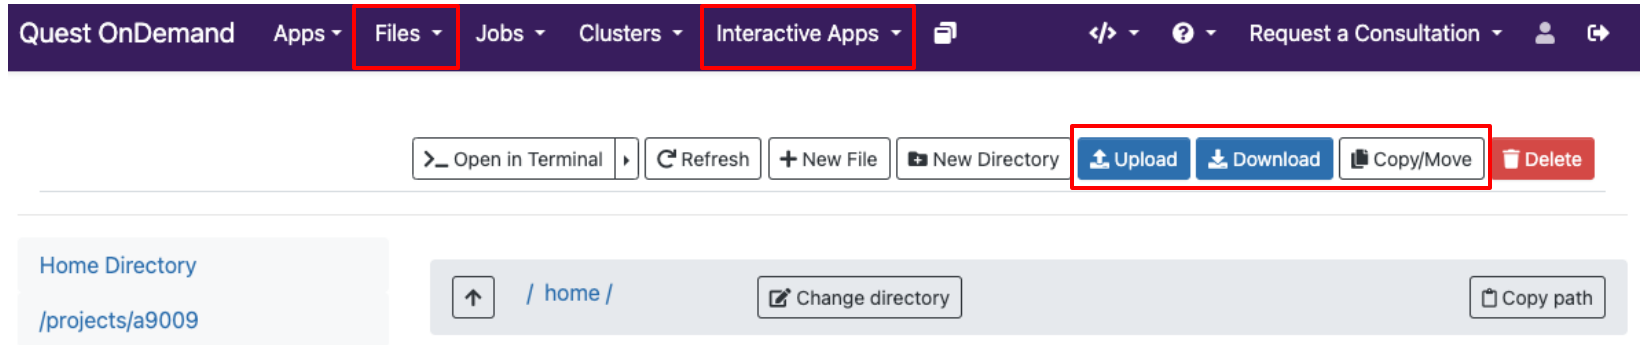 Quest OnDemand Apps Files Jobs Clusters Interactive Apps </> Request a Consultation
Open in Terminal Refresh New File New Directory Upload Download Copy/Move Delete
Home Directory
/ home / Change directory Copy path
/projects/a9009